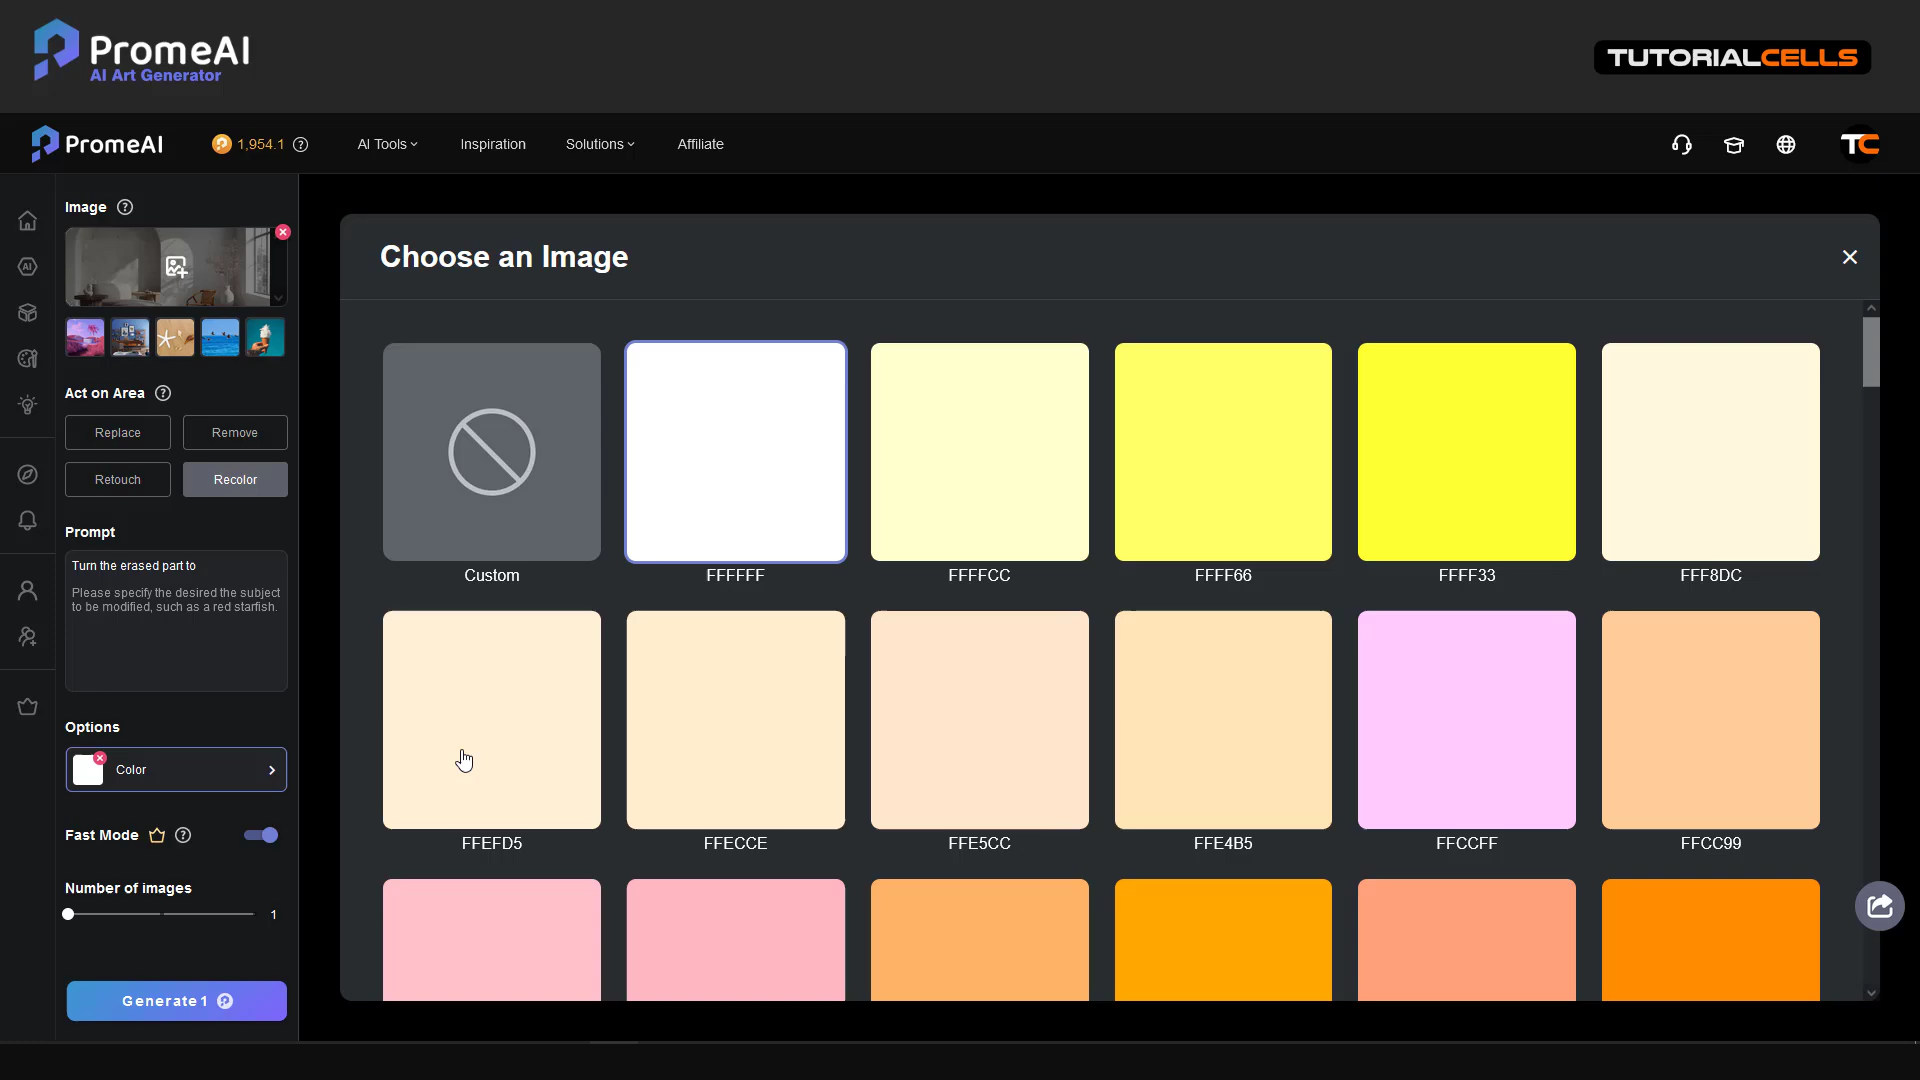 PromeAI
AI Art Generator
TUTORIALCELLS
PromeAI
1,954.1
AI Tools
Inspiration
Solutions
Affiliate
TC
Image
Choose an Image
Act on Area
Replace
Remove
Retouch
Recolor
Prompt
Turn the erased part to
Please specify the desired the subject
to be modified, such as a red starfish.
Options
Color
Fast Mode
Number of images
1
Generate 1
Custom
FFFFFF
FFFFCC
FFFF66
FFFF33
FFF8DC
FFEFD5
FFECCE
FFE5CC
FFE4B5
FFCCFF
FFCC99